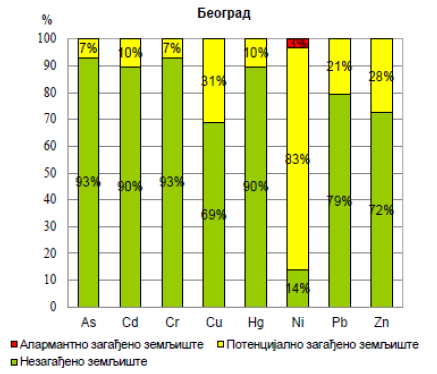 Београд
%
100
90
80
70
60
50
40
30
20
10
0
7% 10% 7% 31% 10% 3% 21% 28%
83%
93% 90% 93% 69% 90% 79% 72%
14%
As Cd Cr Cu Hg Ni Pb Zn
Алармантно загађено земљиште Потенцијално загађено земљиште
Незагађено земљиште